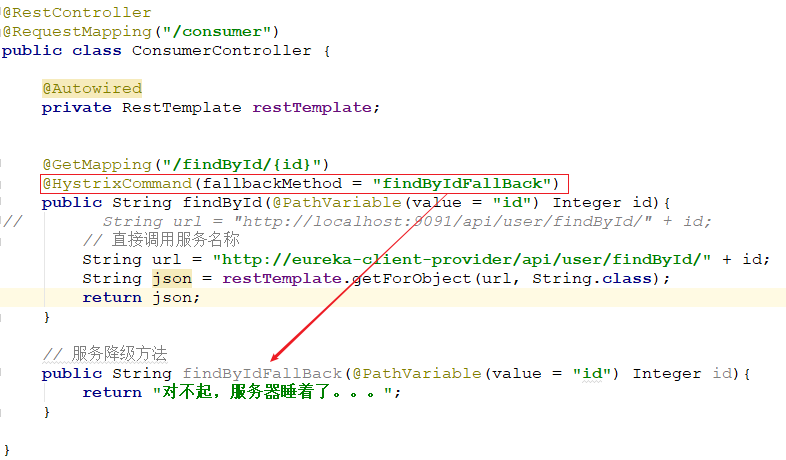 @RestController
@RequestMapping("/consumer")
public class ConsumerController {
@Autowired
private RestTemplate restTemplate;
@GetMapping("/findById/{id}")
@HystrixCommand(fallbackMethod = "findByIdFallBack")
public String findById(@PathVariable(value = "id") Integer id){
//        String url = "http://localhost:9091/api/user/findById/" + id;
// 直接调用服务名称
String url = "http://eureka-client-provider/api/user/findById/" + id;
String json = restTemplate.getForObject(url, String.class);
return json;
}
// 服务降级方法
public String findByIdFallBack(@PathVariable(value = "id") Integer id){
return "对不起，服务器睡着了。。。";
}
}